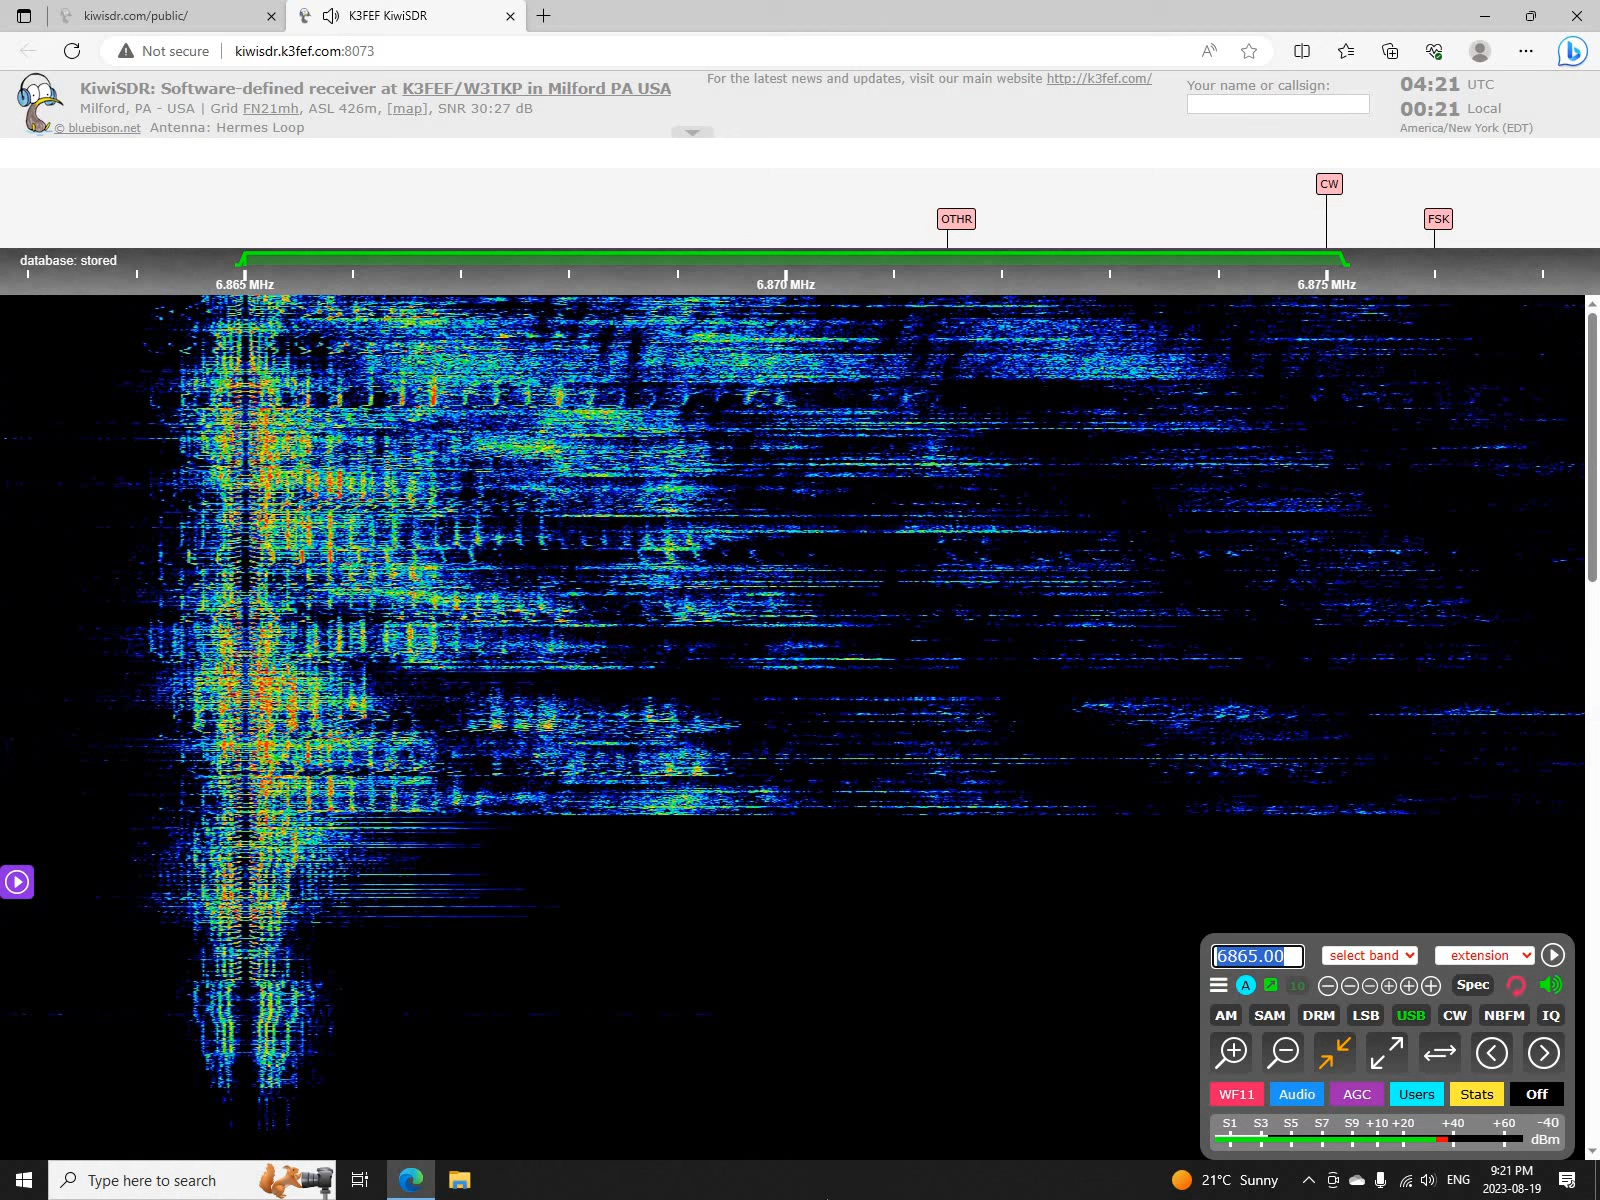 kiwisdr.com/public/
K3FEF KiwiSDR
Not secure
kiwisdr.k3fef.com:8073
KiwiSDR: Software-defined receiver at K3FEF/W3TKP in Milford PA USA
Milford, PA - USA | Grid FN21mh, ASL 426m, [map], SNR 30:27 dB
© bluebison.net Antenna: Hermes Loop
For the latest news and updates, visit our main website http://k3fef.com/
Your name or callsign:
04:21 UTC
00:21 Local
America/New York (EDT)
CW
OTHR
FSK
database: stored
6.865 MHz
6.870 MHz
6.875 MHz
6865.00
select band
extension
A
10
Spec
AM SAM DRM LSB USB CW NBFM IQ
WF11 Audio AGC Users Stats Off
S1 S3 S5 S7 S9 +10 +20 +40 +60 -40
dBm
Type here to search
21°C Sunny
ENG
9:21 PM
2023-08-19